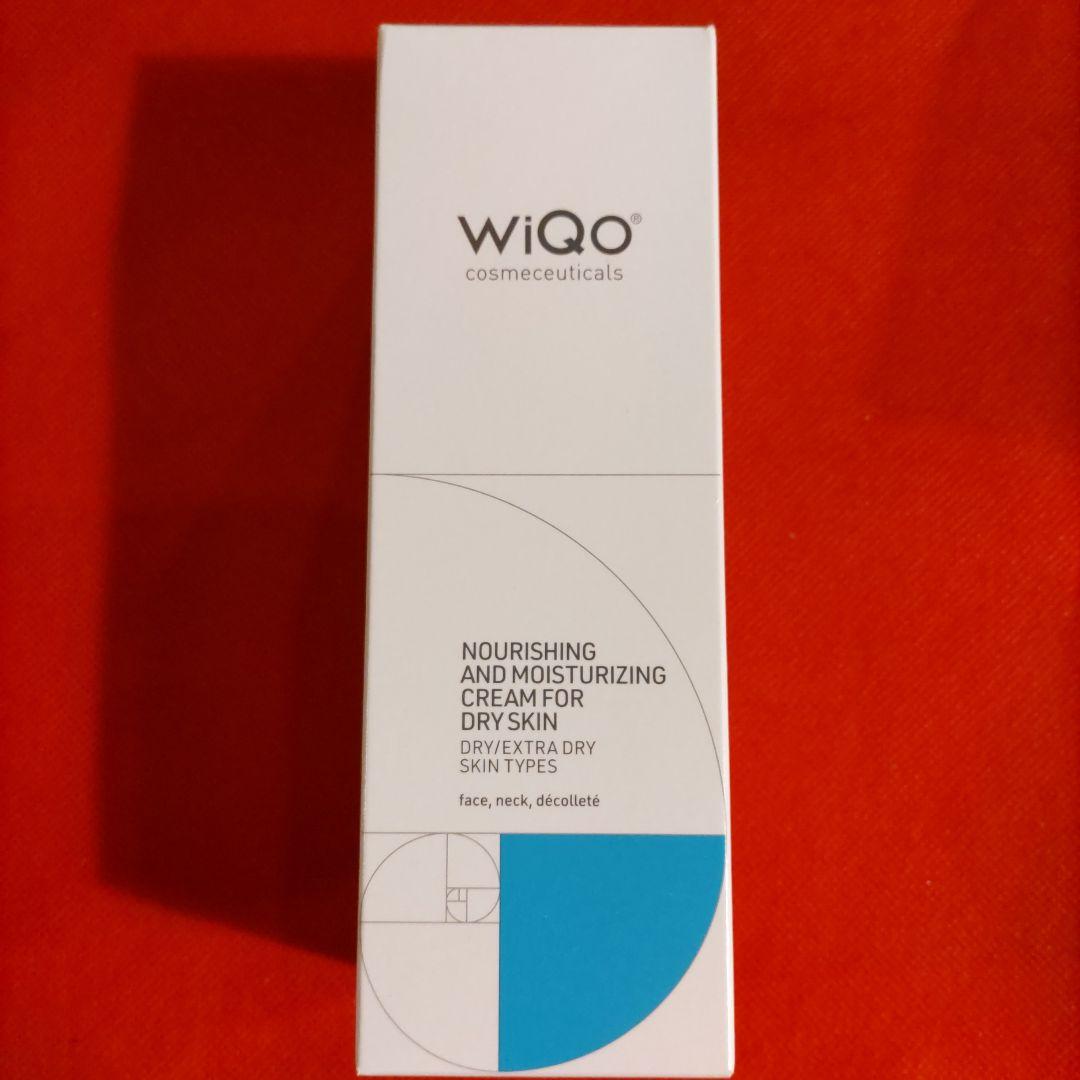 WiQo®
cosmeceuticals
NOURISHING
AND MOISTURIZING
CREAM FOR
DRY SKIN
DRY/EXTRA DRY
SKIN TYPES
face, neck, décolleté